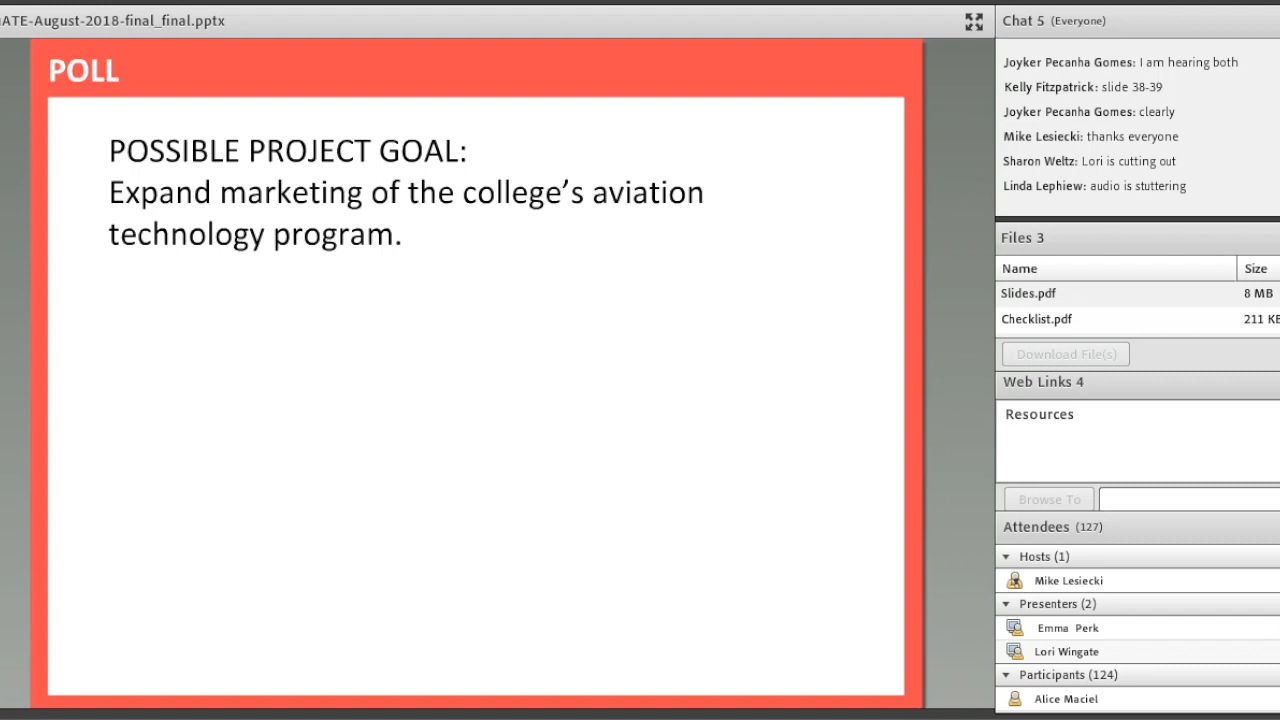 ATE-August-2018-final_final.pptx
POLL
POSSIBLE PROJECT GOAL:
Expand marketing of the college’s aviation
technology program.
Chat 5 (Everyone)
Joyker Pecanha Gomes: I am hearing both
Kelly Fitzpatrick: slide 38-39
Joyker Pecanha Gomes: clearly
Mike Lesiecki: thanks everyone
Sharon Weltz: Lori is cutting out
Linda Lephiew: audio is stuttering
Files 3
Name Size
Slides.pdf 8 MB
Checklist.pdf 211 KB
Download File(s)
Web Links 4
Resources
Browse To
Attendees (127)
Hosts (1)
Mike Lesiecki
Presenters (2)
Emma Perk
Lori Wingate
Participants (124)
Alice Maciel